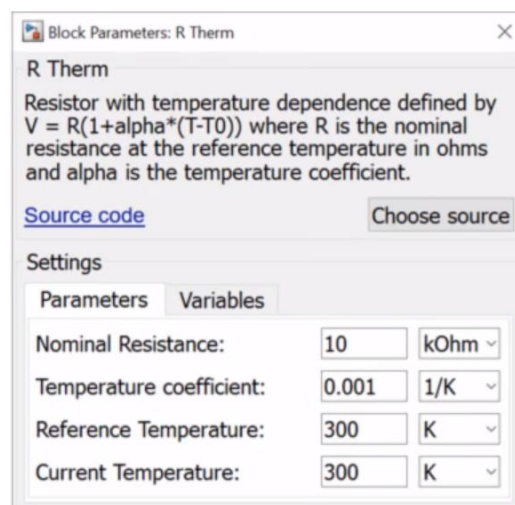 Block Parameters: R Therm
R Therm
Resistor with temperature dependence defined by
V = R(1+alpha*(T-T0)) where R is the nominal
resistance at the reference temperature in ohms
and alpha is the temperature coefficient.
Source code Choose source
Settings
Parameters Variables
Nominal Resistance: 10 kOhm
Temperature coefficient: 0.001 1/K
Reference Temperature: 300 K
Current Temperature: 300 K